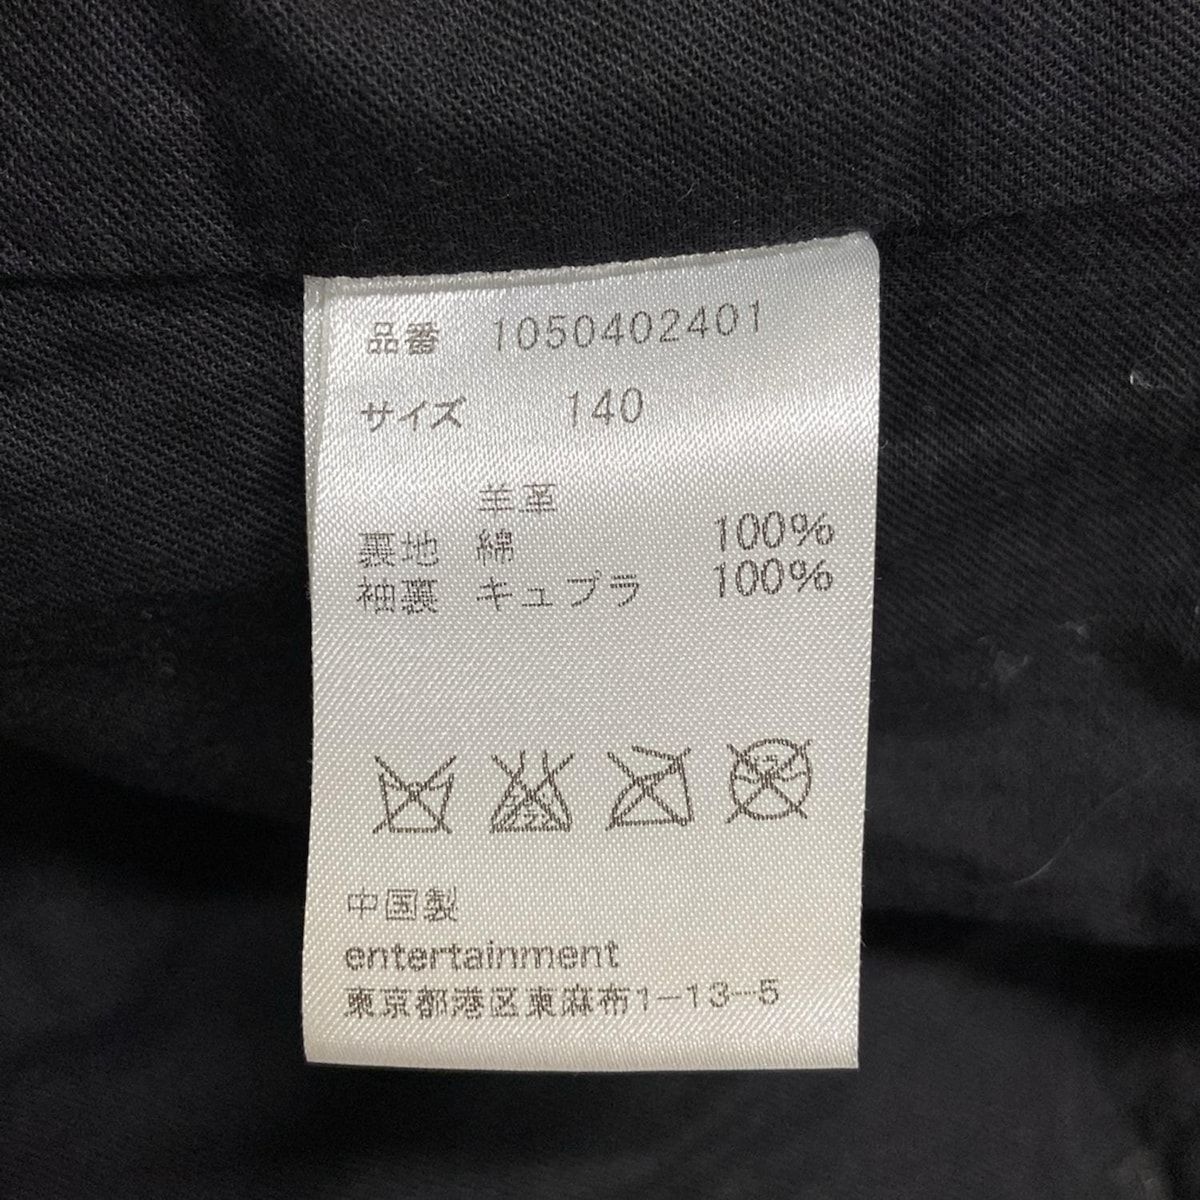 品番 1050402401
サイズ 140
羊革
裏地 綿 100%
袖裏 キュプラ 100%
中国製
entertainment
東京都港区東麻布1-13-5